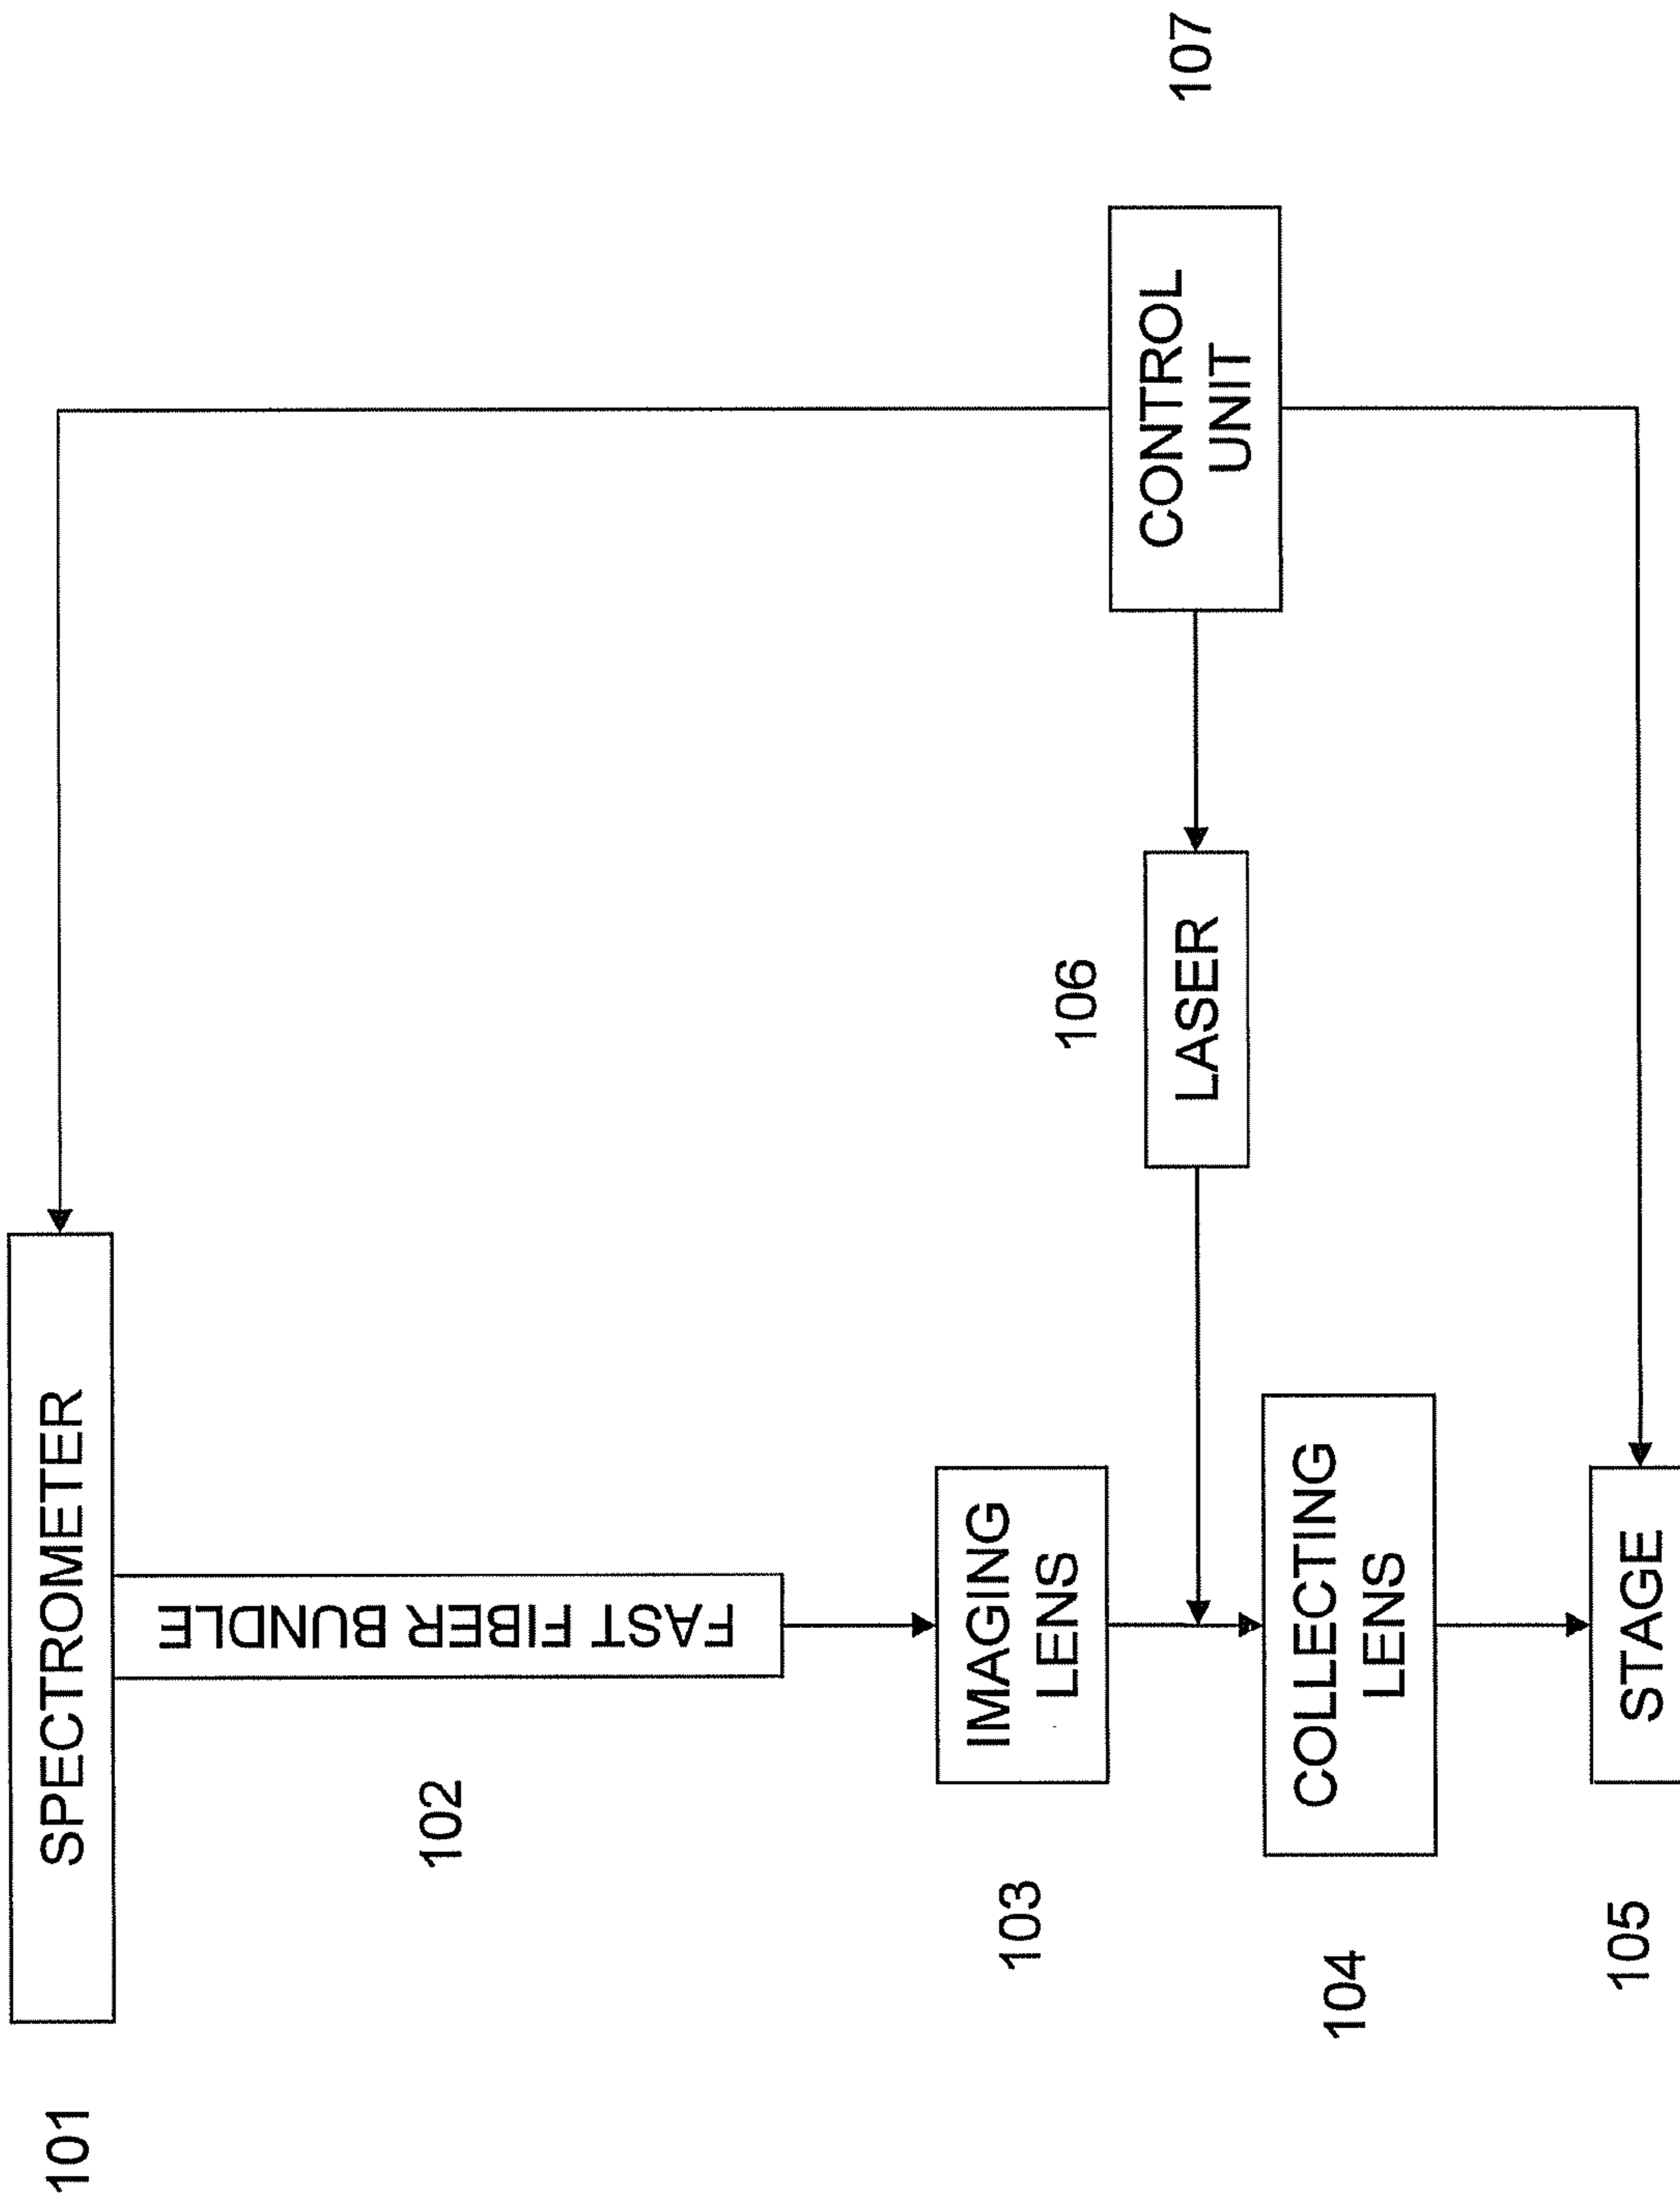 101
SPECTROMETER
102
FAST FIBER BUNDLE
103
IMAGING
LENS
104
COLLECTING
LENS
105
STAGE
106
LASER
107
CONTROL
UNIT